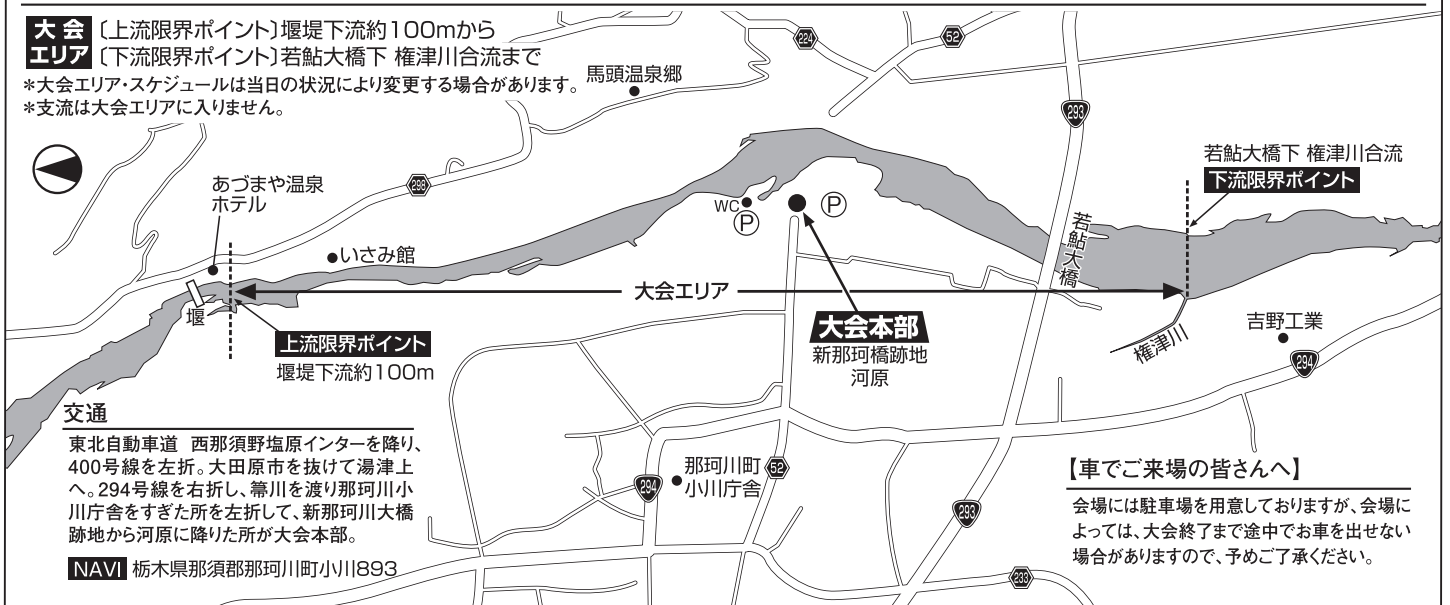 大会エリア
〔上流限界ポイント〕堰堤下流約100mから
〔下流限界ポイント〕若鮎大橋下 権津川合流まで
*大会エリア・スケジュールは当日の状況により変更する場合があります。
*支流は大会エリアに入りません。
馬頭温泉郷
224
52
293
298
あづまや温泉
ホテル
いさみ館
WC
P
P
若鮎大橋下 権津川合流
下流限界ポイント
若鮎大橋
堰
大会エリア
上流限界ポイント
堰堤下流約100m
大会本部
新那珂橋跡地
河原
権津川
吉野工業
294
交通
東北自動車道 西那須野塩原インターを降り、
400号線を左折。大田原市を抜けて湯津上
へ。294号線を右折し、箒川を渡り那珂川小
川庁舎をすぎた所を左折して、新那珂川大橋
跡地から河原に降りた所が大会本部。
NAVI 栃木県那須郡那珂川町小川893
294
那珂川町
小川庁舎
52
293
233
【車でご来場の皆さんへ】
会場には駐車場を用意しておりますが、会場に
よっては、大会終了まで途中でお車を出せない
場合がありますので、予めご了承ください。